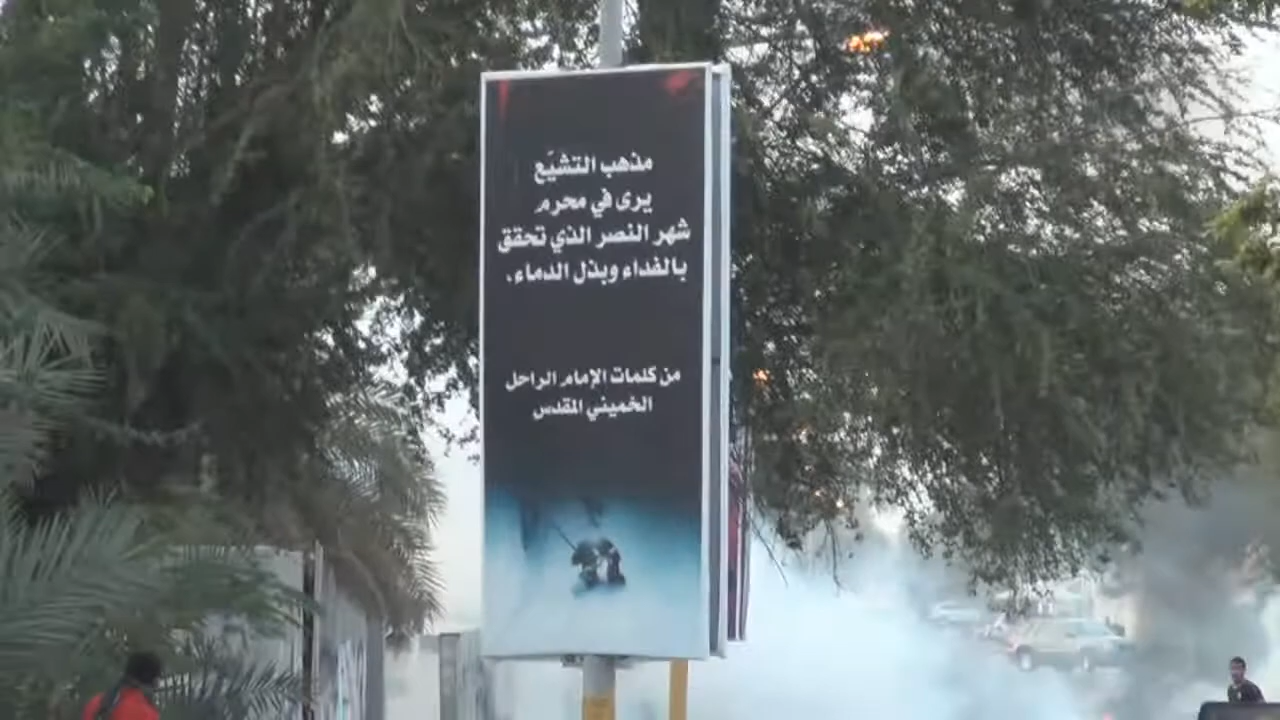 مذهب التشيّع
يرى في محرم
شهر النصر الذي تحقق
بالفداء وبذل الدماء.
من كلمات الإمام الراحل
الخميني المقدس